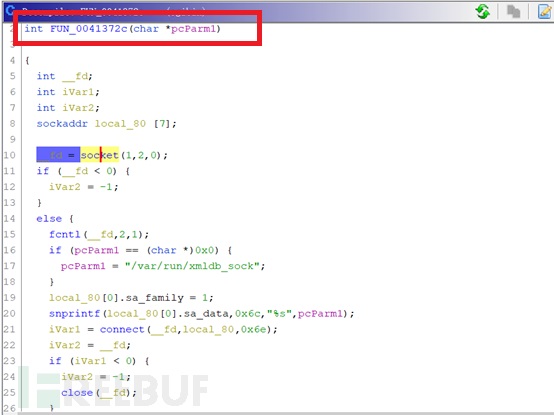 2 int FUN_0041372c(char *pcParm1)
3
4 {
5 int __fd;
6 int iVar1;
7 int iVar2;
8 sockaddr local_80 [7];
9
10 __fd = socket(1,2,0);
11 if (__fd < 0) {
12 iVar2 = -1;
13 }
14 else {
15 fcntl(__fd,2,1);
16 if (pcParm1 == (char *)0x0) {
17 pcParm1 = "/var/run/xmldb_sock";
18 }
19 local_80[0].sa_family = 1;
20 snprintf(local_80[0].sa_data,0x6c,"%s",pcParm1);
21 iVar1 = connect(__fd,local_80,0x6e);
22 iVar2 = __fd;
23 if (iVar1 < 0) {
24 iVar2 = -1;
25 close(__fd);
26 }
FREEBUF